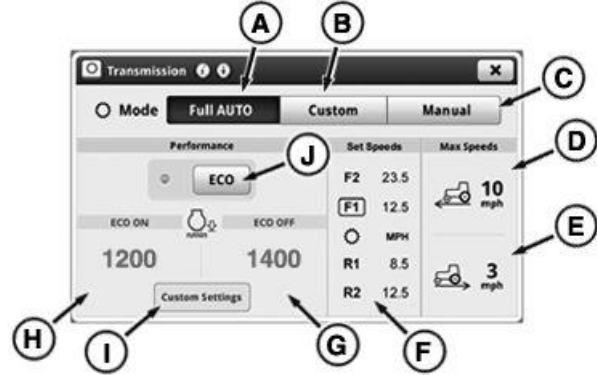 A
B
Transmission
C
Mode Full AUTO Custom Manual
Performance Set Speeds Max Speeds
J
D
ECO
F2 23.5
10 mph
F1 12.5
ECO ON n/min ECO OFF
MPH
E
1200 1400
R1 8.5
3 mph
Custom Settings
R2 12.5
H
I
G
F